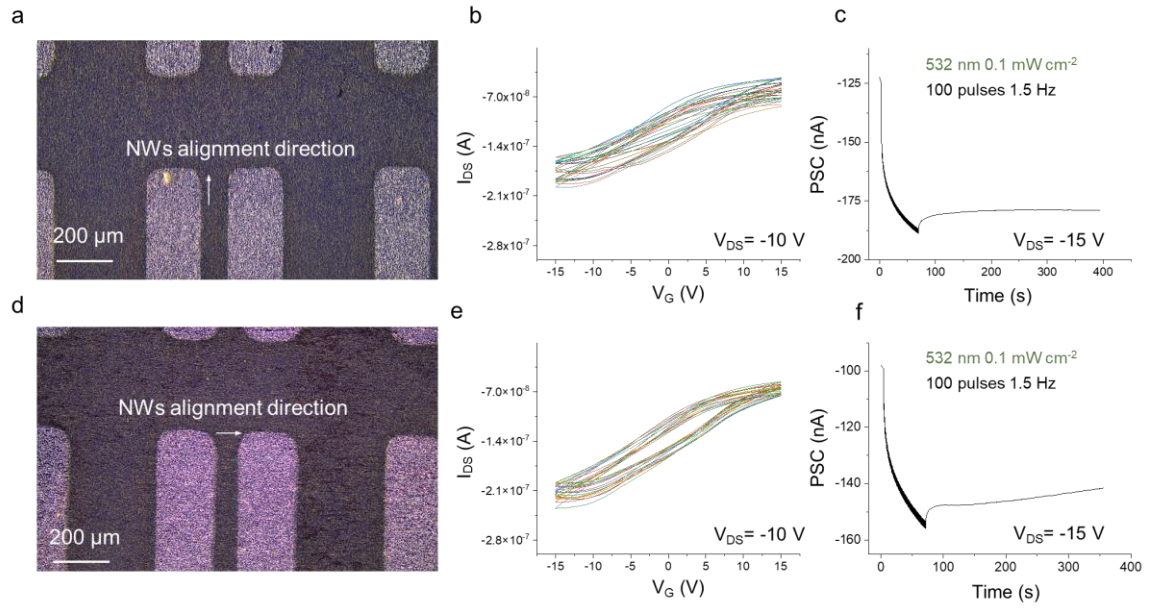 a
NWs alignment direction
200 μm
b
I_DS (A)
-7.0×10⁻⁸
-1.4×10⁻⁷
-2.1×10⁻⁷
-2.8×10⁻⁷
V_DS= -10 V
-15 -10 -5 0 5 10 15
V_G (V)
c
532 nm 0.1 mW cm⁻²
100 pulses 1.5 Hz
PSC (nA)
-125
-150
-175
-200
V_DS= -15 V
0 100 200 300 400
Time (s)
d
NWs alignment direction
200 μm
e
I_DS (A)
-7.0×10⁻⁸
-1.4×10⁻⁷
-2.1×10⁻⁷
-2.8×10⁻⁷
V_DS= -10 V
-15 -10 -5 0 5 10 15
V_G (V)
f
532 nm 0.1 mW cm⁻²
100 pulses 1.5 Hz
PSC (nA)
-100
-120
-140
-160
V_DS= -15 V
0 100 200 300 400
Time (s)